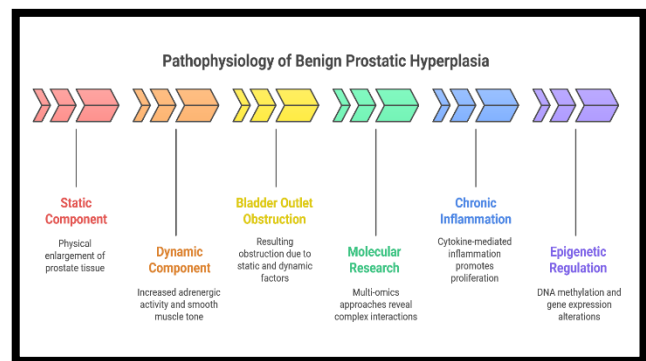 Pathophysiology of Benign Prostatic Hyperplasia
Static
Component
Physical
enlargement of
prostate tissue
Dynamic
Component
Increased adrenergic
activity and smooth
muscle tone
Bladder Outlet
Obstruction
Resulting
obstruction due to
static and dynamic
factors
Molecular
Research
Multi-omics
approaches reveal
complex interactions
Chronic
Inflammation
Cytokine-mediated
inflammation
promotes
proliferation
Epigenetic
Regulation
DNA methylation and
gene expression
alterations